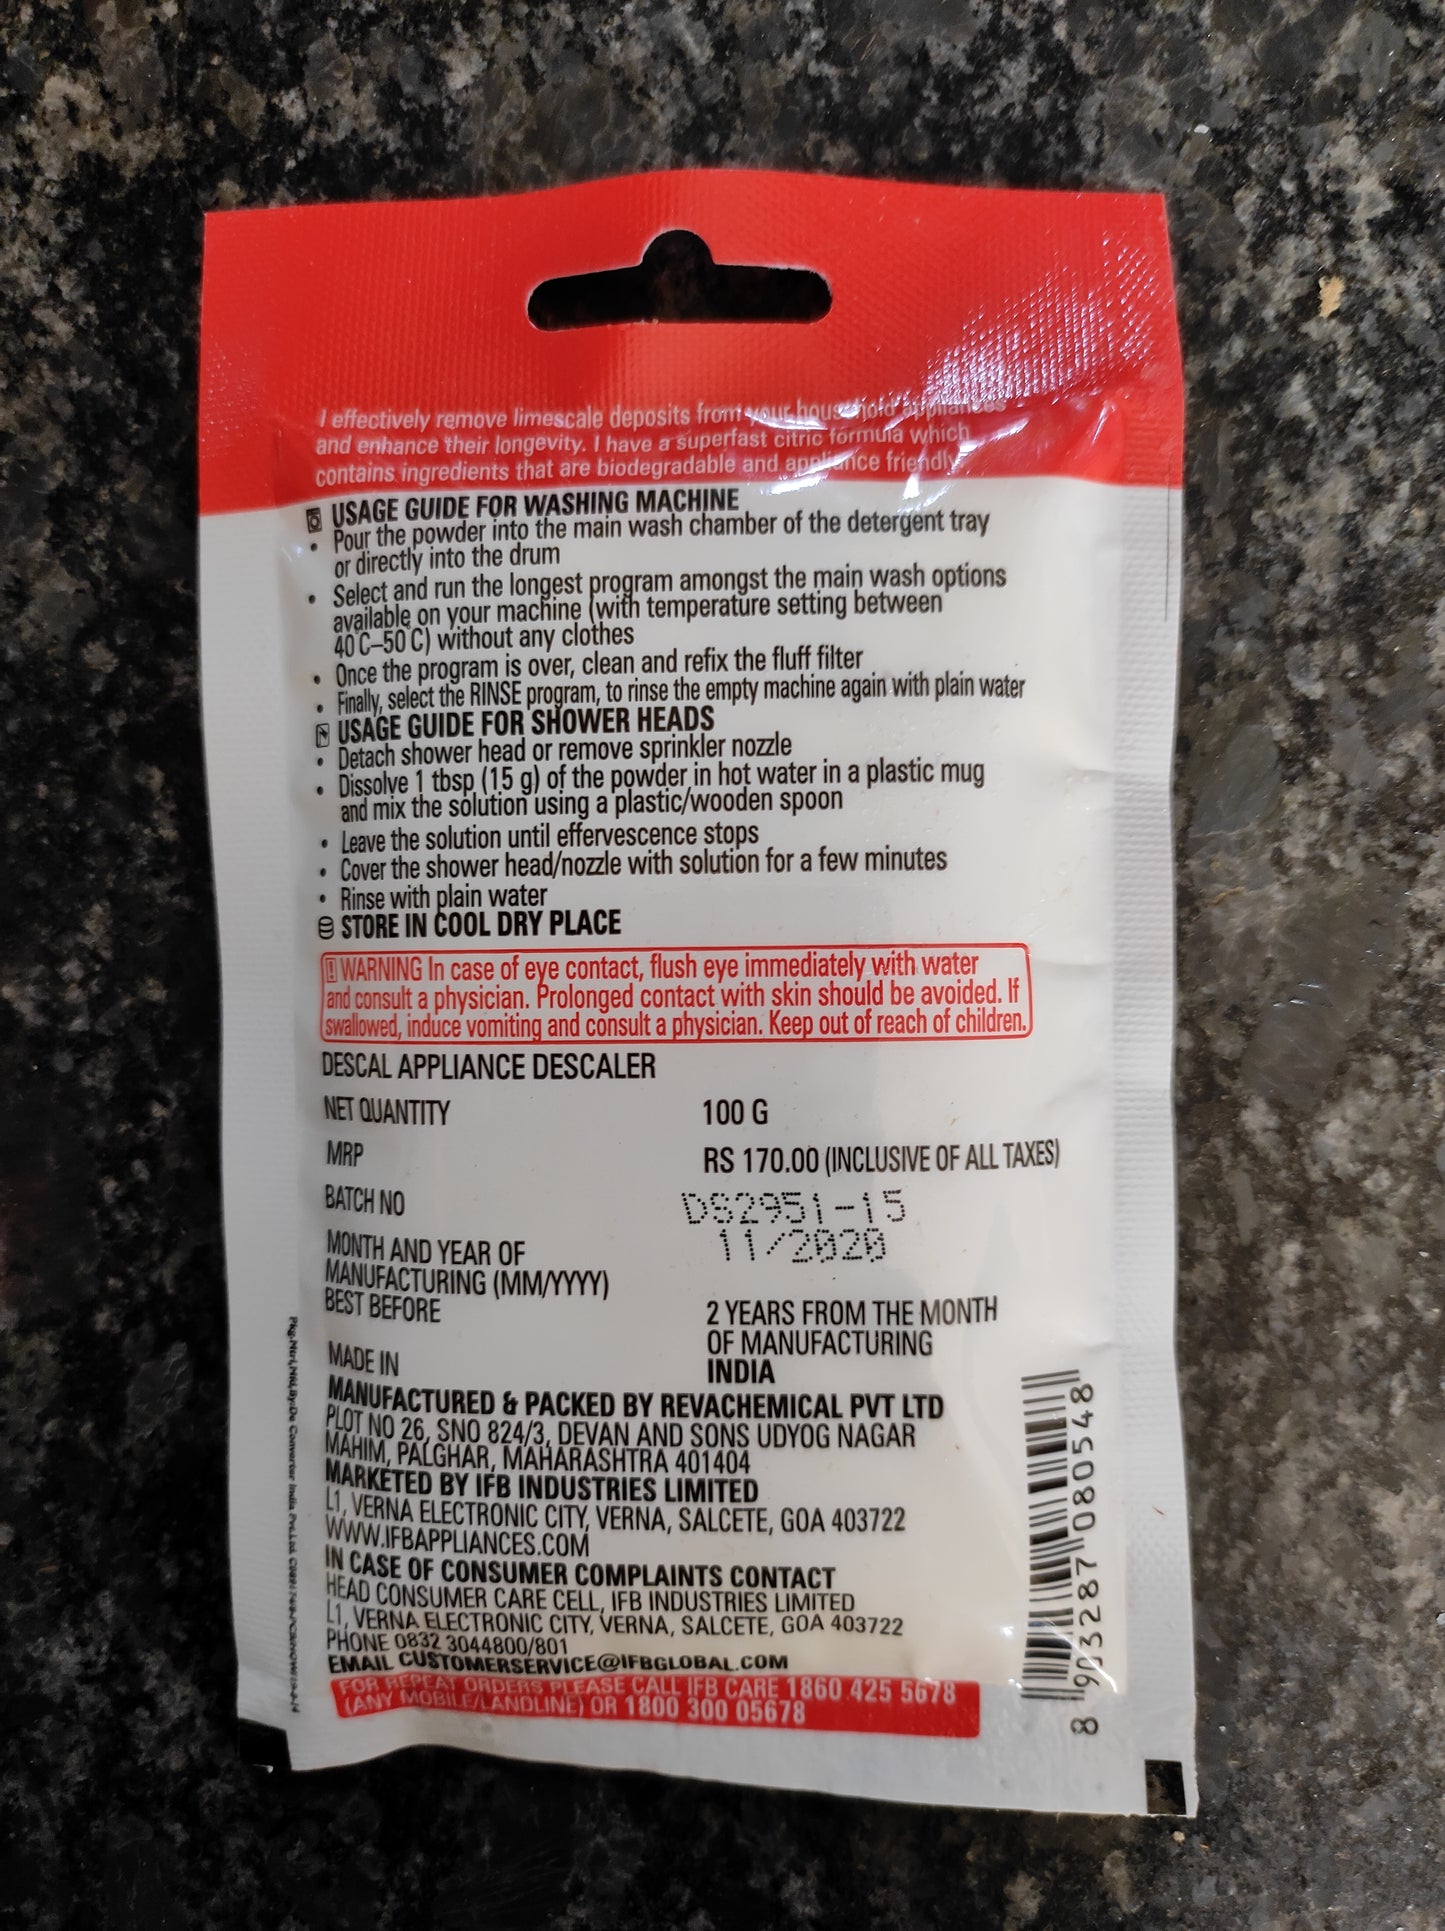 I effectively remove limescale deposits from your household appliances
and enhance their longevity. I have a superfast citric formula which
contains ingredients that are biodegradable and appliance friendly
USAGE GUIDE FOR WASHING MACHINE
• Pour the powder into the main wash chamber of the detergent tray
or directly into the drum
• Select and run the longest program amongst the main wash options
available on your machine (with temperature setting between
40°C–50°C) without any clothes
• Once the program is over, clean and refix the fluff filter
• Finally, select the RINSE program, to rinse the empty machine again with plain water
USAGE GUIDE FOR SHOWER HEADS
• Detach shower head or remove sprinkler nozzle
• Dissolve 1 tbsp (15 g) of the powder in hot water in a plastic mug
and mix the solution using a plastic/wooden spoon
• Leave the solution until effervescence stops
• Cover the shower head/nozzle with solution for a few minutes
• Rinse with plain water
STORE IN COOL DRY PLACE
WARNING In case of eye contact, flush eye immediately with water
and consult a physician. Prolonged contact with skin should be avoided. If
swallowed, induce vomiting and consult a physician. Keep out of reach of children.
DESCAL APPLIANCE DESCALER
NET QUANTITY 100 G
MRP RS 170.00 (INCLUSIVE OF ALL TAXES)
BATCH NO DS2951-15
MONTH AND YEAR OF 11/2020
MANUFACTURING (MM/YYYY)
BEST BEFORE 2 YEARS FROM THE MONTH
OF MANUFACTURING
MADE IN INDIA
MANUFACTURED & PACKED BY REVACHEMICAL PVT LTD
PLOT NO 26, SNO 824/3, DEVAN AND SONS UDYOG NAGAR
MAHIM, PALGHAR, MAHARASHTRA 401404
MARKETED BY IFB INDUSTRIES LIMITED
L1, VERNA ELECTRONIC CITY, VERNA, SALCETE, GOA 403722
WWW.IFBAPPLIANCES.COM
IN CASE OF CONSUMER COMPLAINTS CONTACT
HEAD CONSUMER CARE CELL, IFB INDUSTRIES LIMITED
L1, VERNA ELECTRONIC CITY, VERNA, SALCETE, GOA 403722
PHONE 0832 3044800/801
EMAIL CUSTOMERSERVICE@IFBGLOBAL.COM
FOR REPEAT ORDERS PLEASE CALL IFB CARE 1860 425 5678
(ANY MOBILE/LANDLINE) OR 1800 300 05678
8 903287 080548